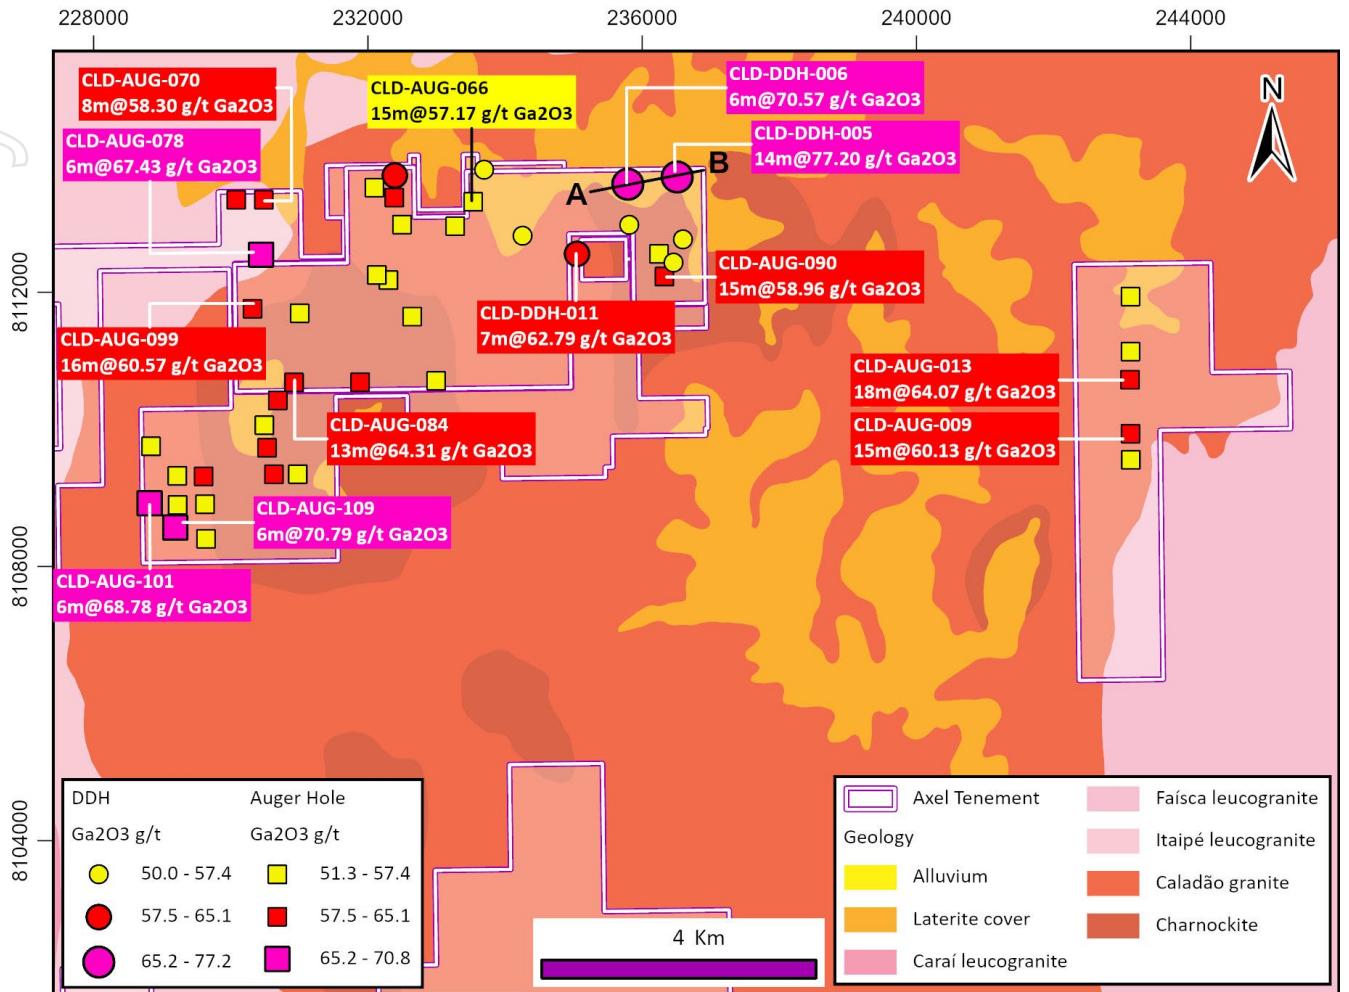 228000
232000
236000
240000
244000
CLD-AUG-070
8m@58.30 g/t Ga2O3
CLD-AUG-066
15m@57.17 g/t Ga2O3
CLD-DDH-006
6m@70.57 g/t Ga2O3
N
CLD-AUG-078
6m@67.43 g/t Ga2O3
CLD-DDH-005
14m@77.20 g/t Ga2O3
A
B
8112000
CLD-AUG-090
15m@58.96 g/t Ga2O3
CLD-AUG-099
16m@60.57 g/t Ga2O3
CLD-DDH-011
7m@62.79 g/t Ga2O3
CLD-AUG-013
18m@64.07 g/t Ga2O3
CLD-AUG-084
13m@64.31 g/t Ga2O3
CLD-AUG-009
15m@60.13 g/t Ga2O3
CLD-AUG-109
6m@70.79 g/t Ga2O3
8108000
CLD-AUG-101
6m@68.78 g/t Ga2O3
8104000
DDH
Ga2O3 g/t
50.0 - 57.4
57.5 - 65.1
65.2 - 77.2
Auger Hole
Ga2O3 g/t
51.3 - 57.4
57.5 - 65.1
65.2 - 70.8
4 Km
Axel Tenement
Geology
Alluvium
Laterite cover
Caraí leucogranite
Faísca leucogranite
Itaipé leucogranite
Caladão granite
Charnockite